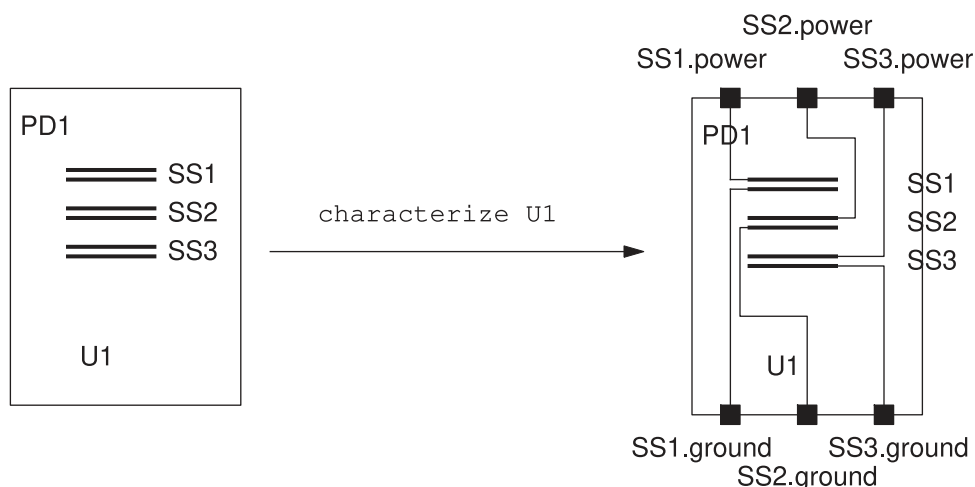 PD1
SS1
SS2
SS3
U1
characterize U1
SS2.power
SS1.power
SS3.power
PD1
SS1
SS2
SS3
U1
SS1.ground
SS3.ground
SS2.ground